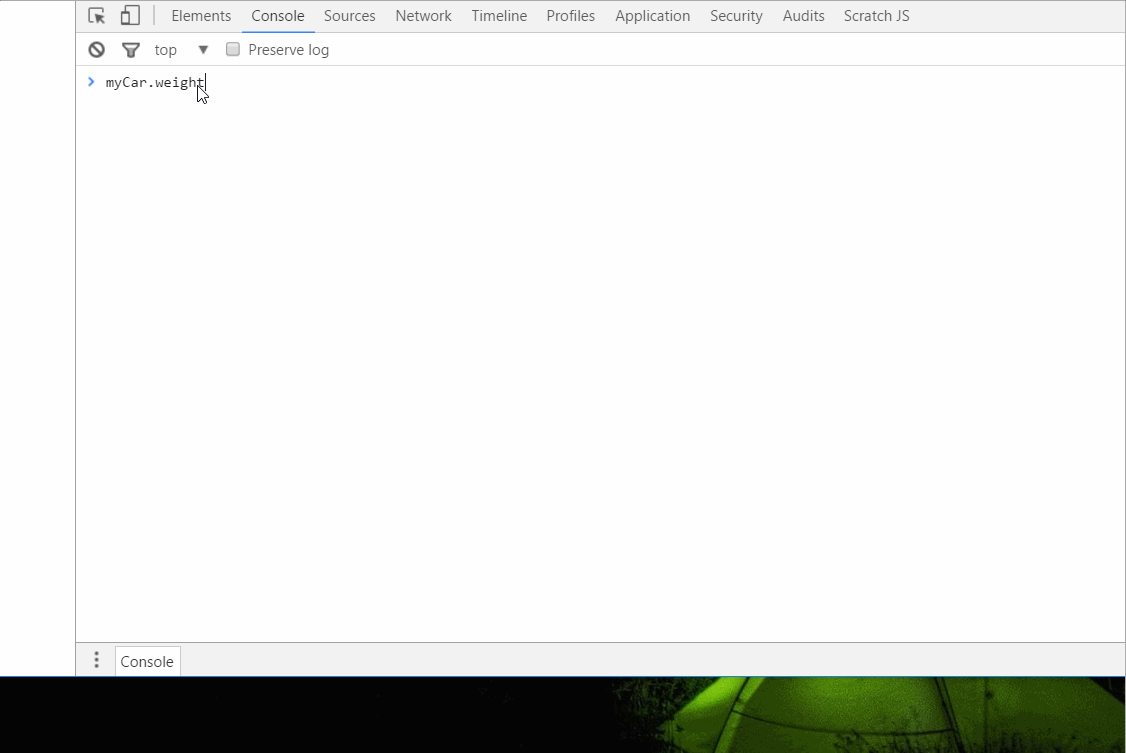 Elements Console Sources Network Timeline Profiles Application Security Audits Scratch JS
top Preserve log
myCar.weight
Console